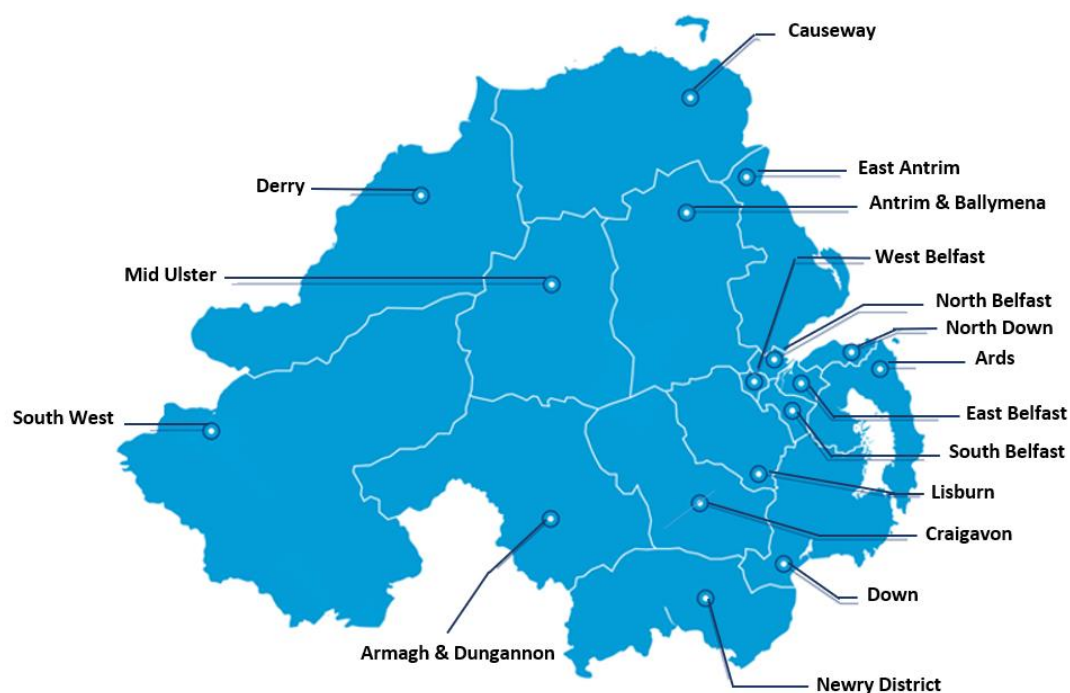 Causeway
East Antrim
Derry
Antrim & Ballymena
West Belfast
Mid Ulster
North Belfast
North Down
Ards
South West
East Belfast
South Belfast
Lisburn
Craigavon
Down
Armagh & Dungannon
Newry District